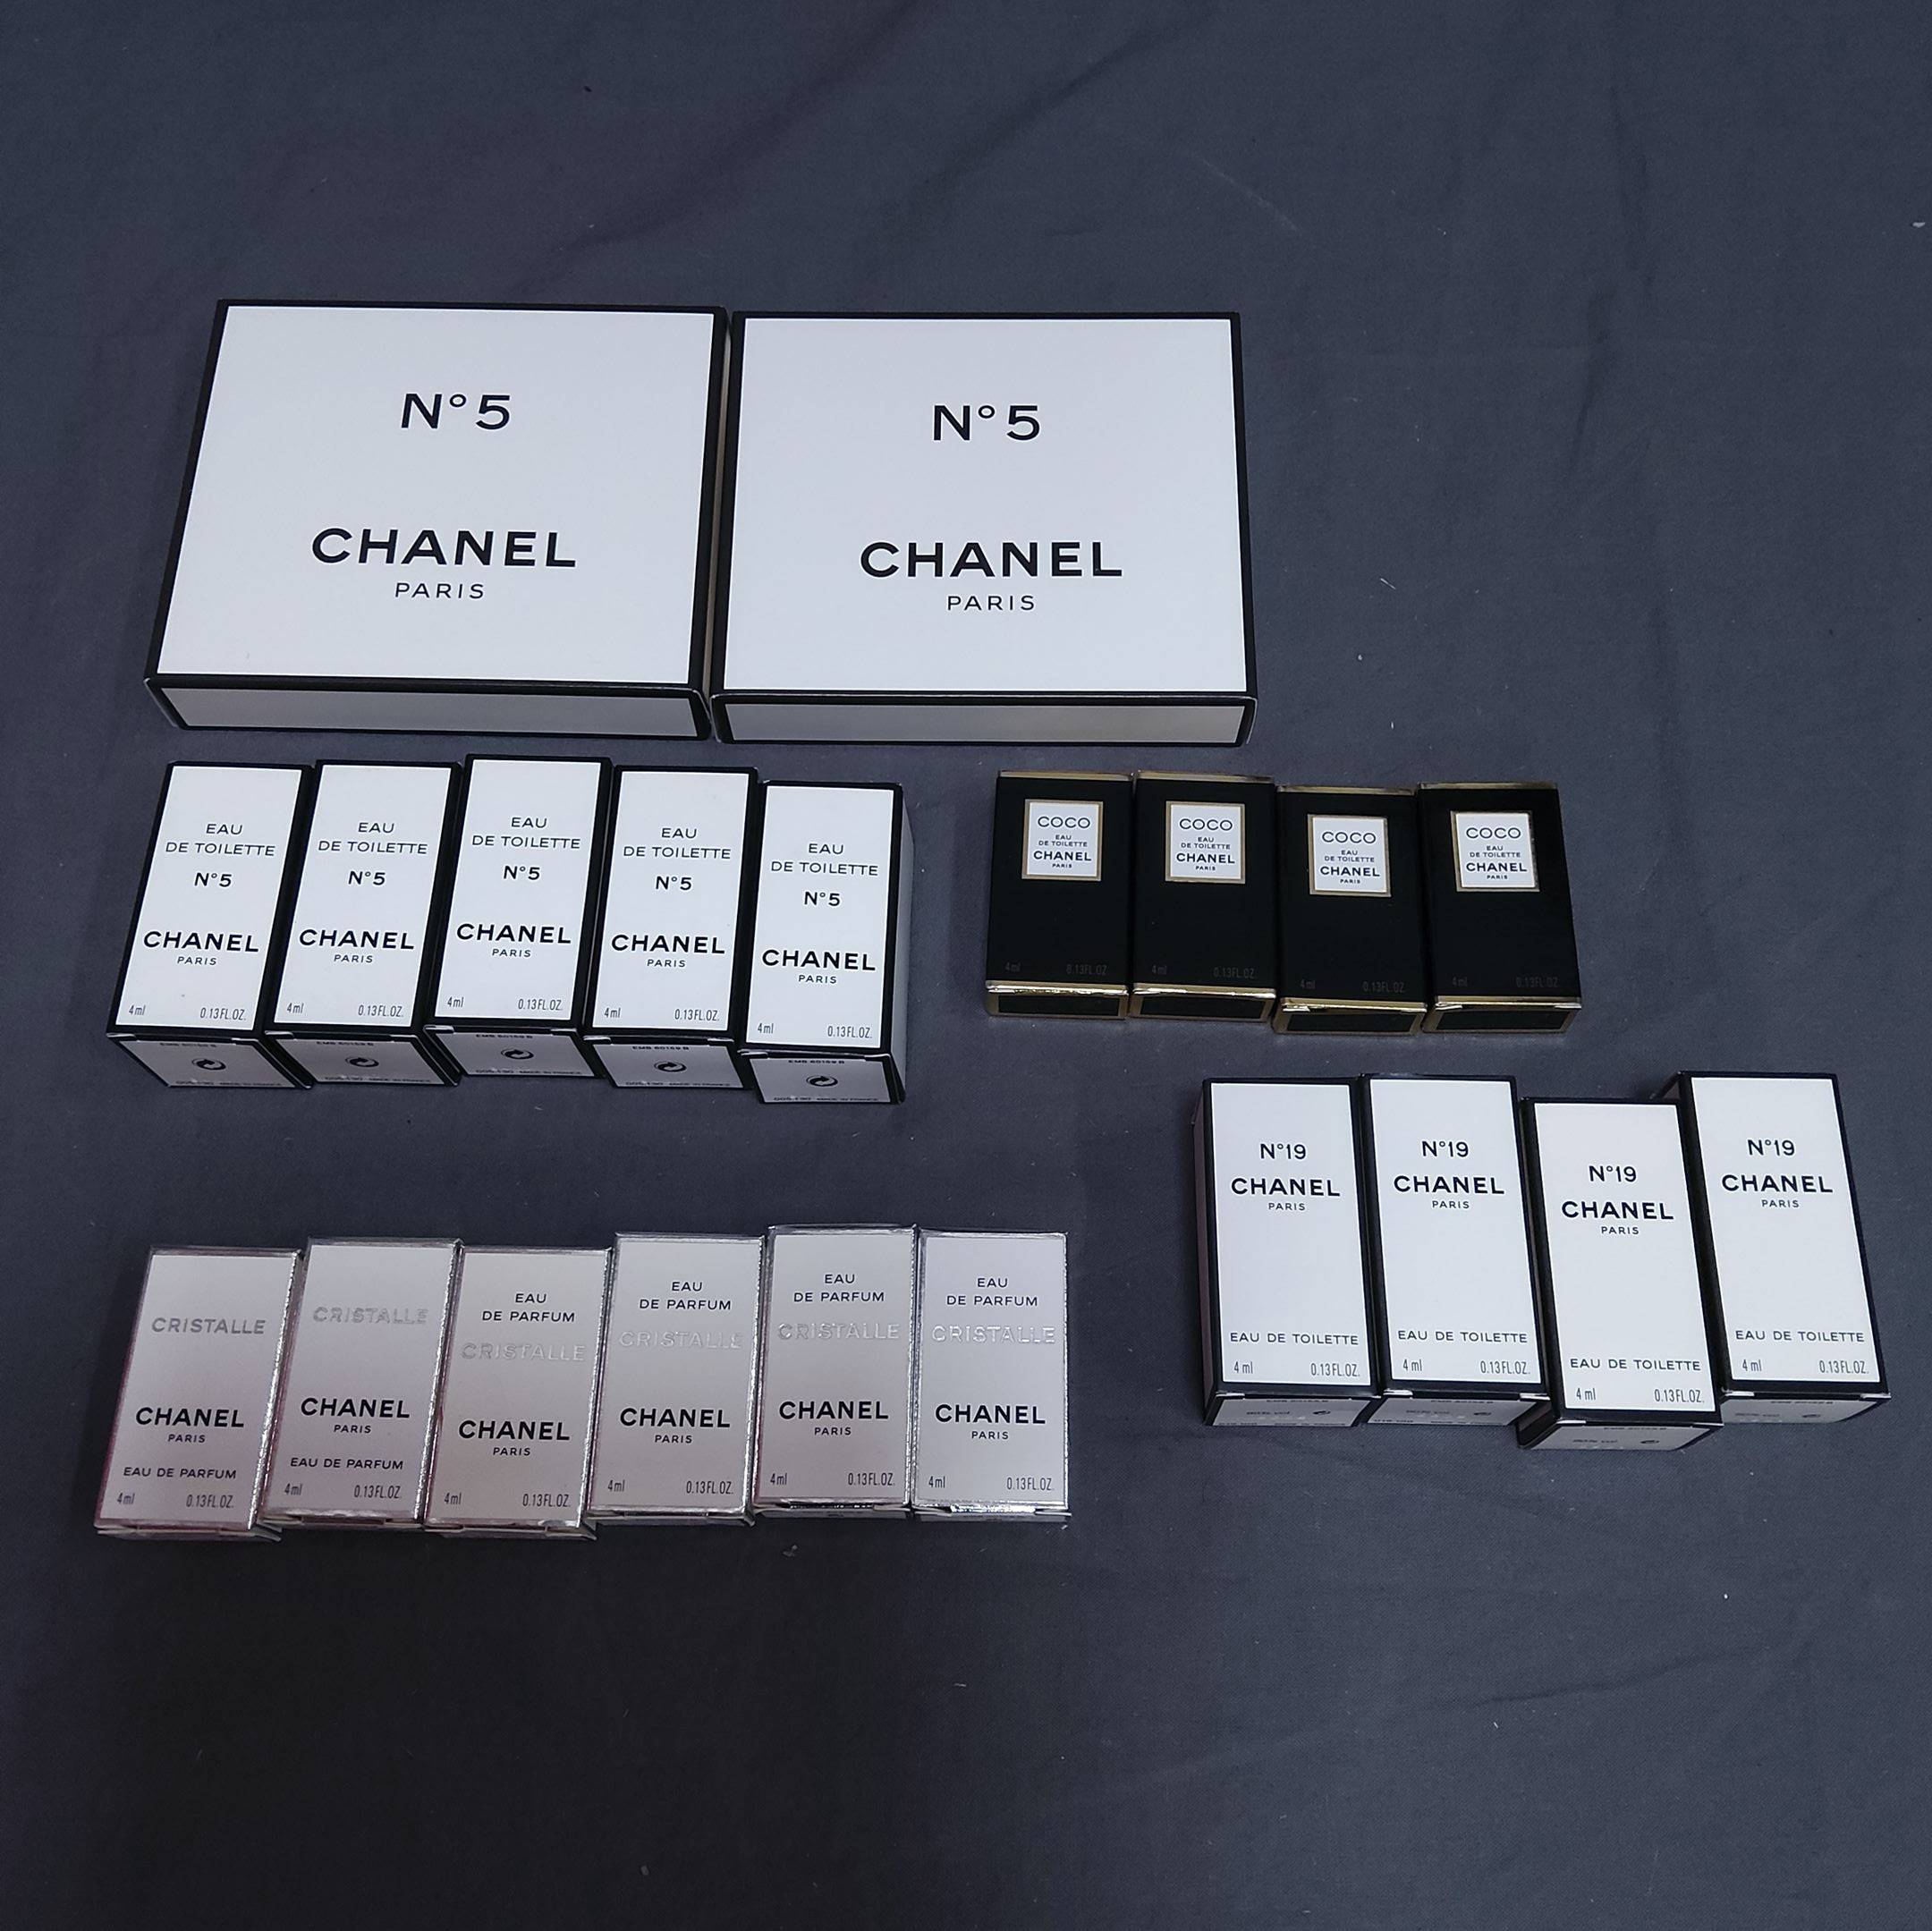 N°5
CHANEL
PARIS
N°5
CHANEL
PARIS
EAU
DE TOILETTE
N°5
CHANEL
PARIS
4ml 0.13FL.OZ.
EAU
DE TOILETTE
N°5
CHANEL
PARIS
4ml 0.13FL.OZ.
EAU
DE TOILETTE
N°5
CHANEL
PARIS
4ml 0.13FL.OZ.
EAU
DE TOILETTE
N°5
CHANEL
PARIS
4ml 0.13FL.OZ.
EAU
DE TOILETTE
N°5
CHANEL
PARIS
4ml 0.13FL.OZ.
COCO
EAU
DE TOILETTE
CHANEL
PARIS
4ml 0.13FL.OZ.
COCO
EAU
DE TOILETTE
CHANEL
PARIS
4ml 0.13FL.OZ.
COCO
EAU
DE TOILETTE
CHANEL
PARIS
4ml 0.13FL.OZ.
COCO
EAU
DE TOILETTE
CHANEL
PARIS
4ml 0.13FL.OZ.
N°19
CHANEL
PARIS
EAU DE TOILETTE
4ml 0.13FL.OZ.
N°19
CHANEL
PARIS
EAU DE TOILETTE
4ml 0.13FL.OZ.
N°19
CHANEL
PARIS
EAU DE TOILETTE
4ml 0.13FL.OZ.
N°19
CHANEL
PARIS
EAU DE TOILETTE
4ml 0.13FL.OZ.
CRISTALLE
CHANEL
PARIS
EAU DE PARFUM
4ml 0.13FL.OZ.
CRISTALLE
CHANEL
PARIS
EAU DE PARFUM
4ml 0.13FL.OZ.
EAU
DE PARFUM
CRISTALLE
CHANEL
PARIS
4ml 0.13FL.OZ.
EAU
DE PARFUM
CRISTALLE
CHANEL
PARIS
4ml 0.13FL.OZ.
EAU
DE PARFUM
CRISTALLE
CHANEL
PARIS
4ml 0.13FL.OZ.
EAU
DE PARFUM
CRISTALLE
CHANEL
PARIS
4ml 0.13FL.OZ.